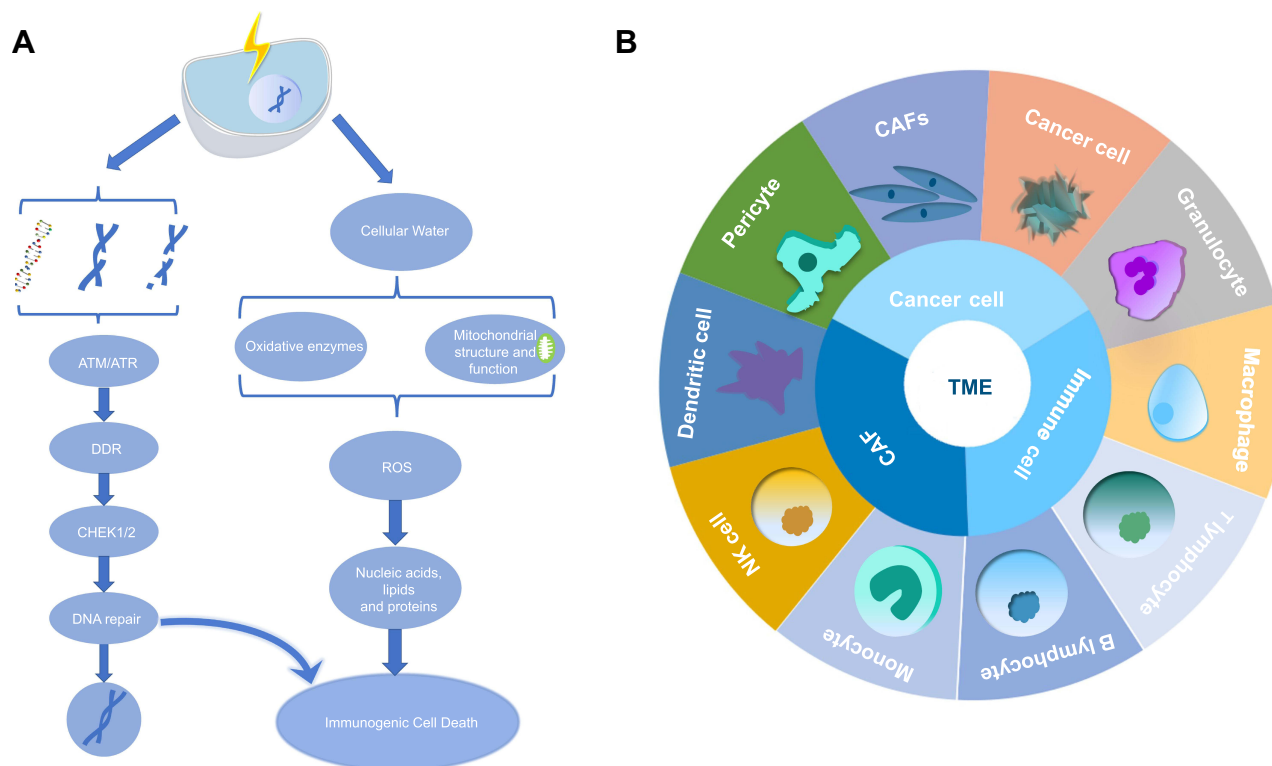 A
Cellular Water
Oxidative enzymes
Mitochondrial
structure and
function
ATM/ATR
DDR
CHEK1/2
DNA repair
ROS
Nucleic acids,
lipids
and proteins
Immunogenic Cell Death
B
CAFs
Cancer cell
Granulocyte
Macrophage
T lymphocyte
B lymphocyte
Monocyte
NK cell
Dendritic cell
Pericyte
Cancer cell
Immune cell
CAF
TME